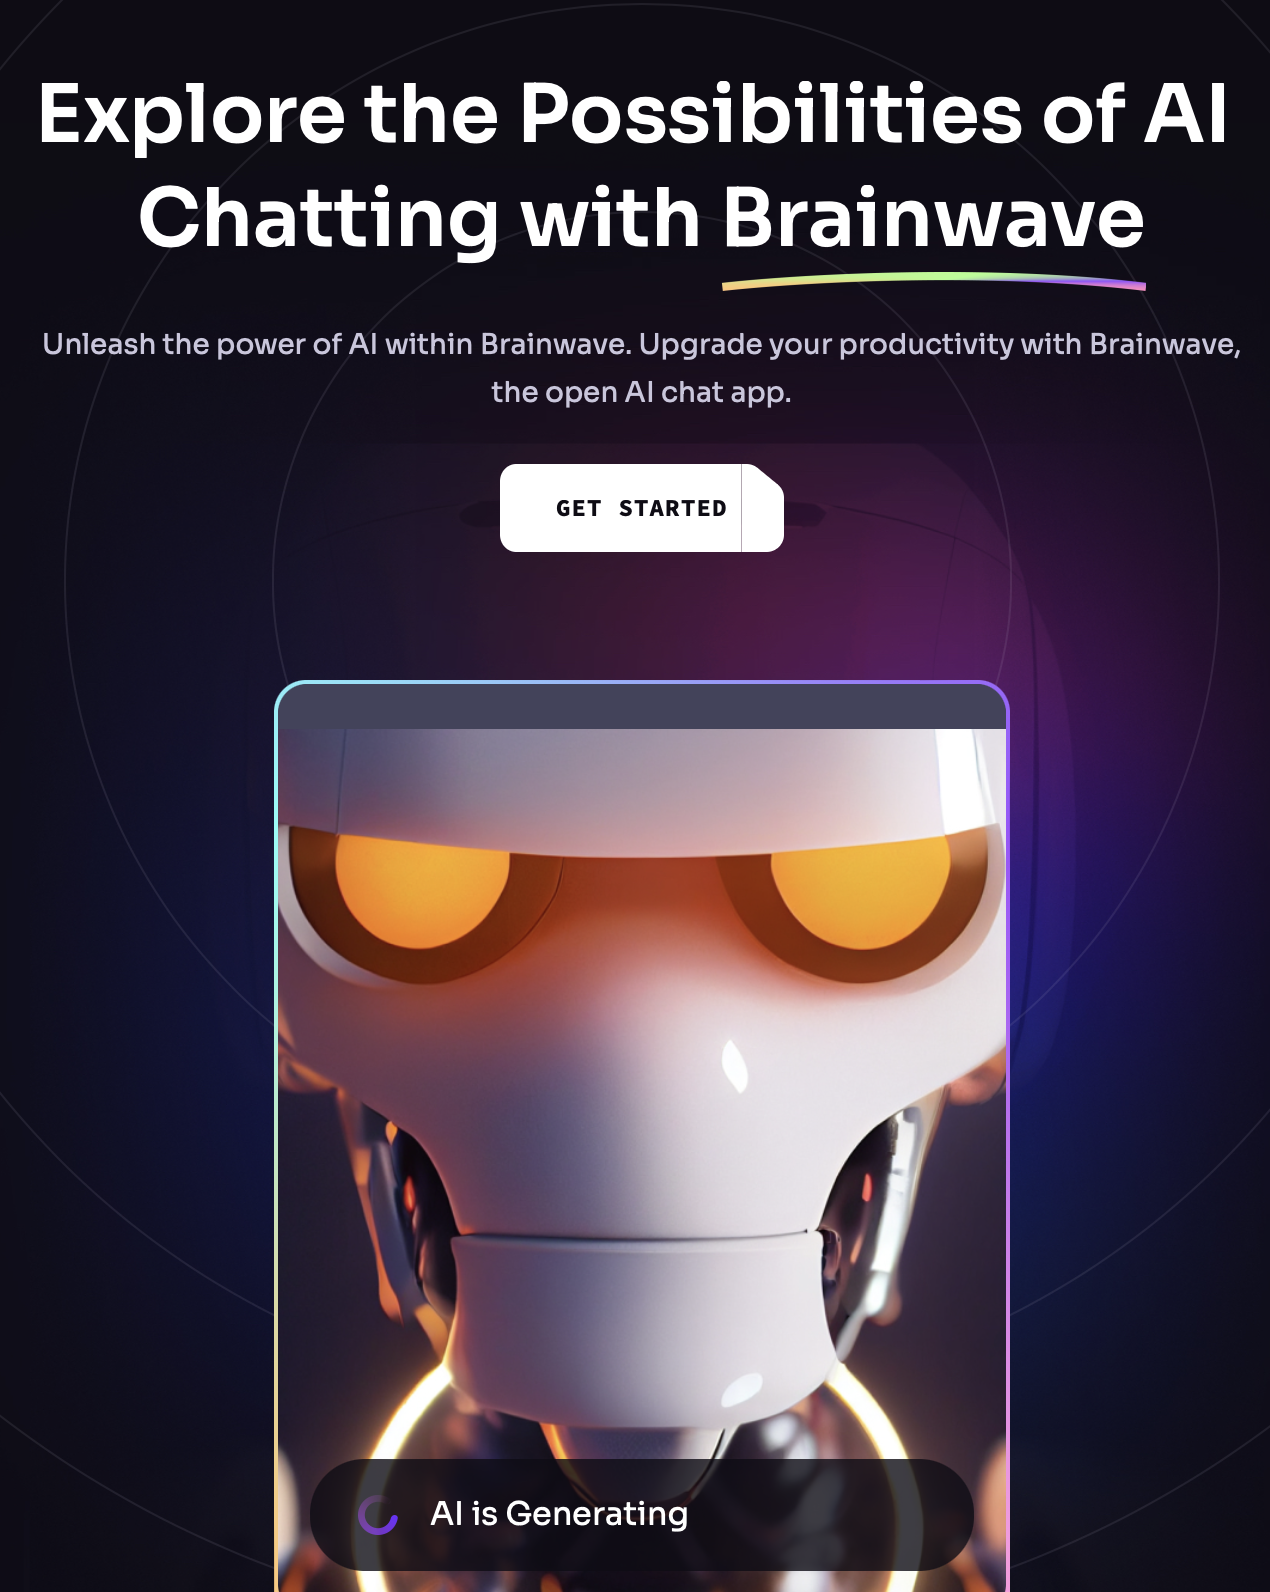 Explore the Possibilities of AI
Chatting with Brainwave
Unleash the power of AI within Brainwave. Upgrade your productivity with Brainwave,
the open AI chat app.
GET STARTED
AI is Generating